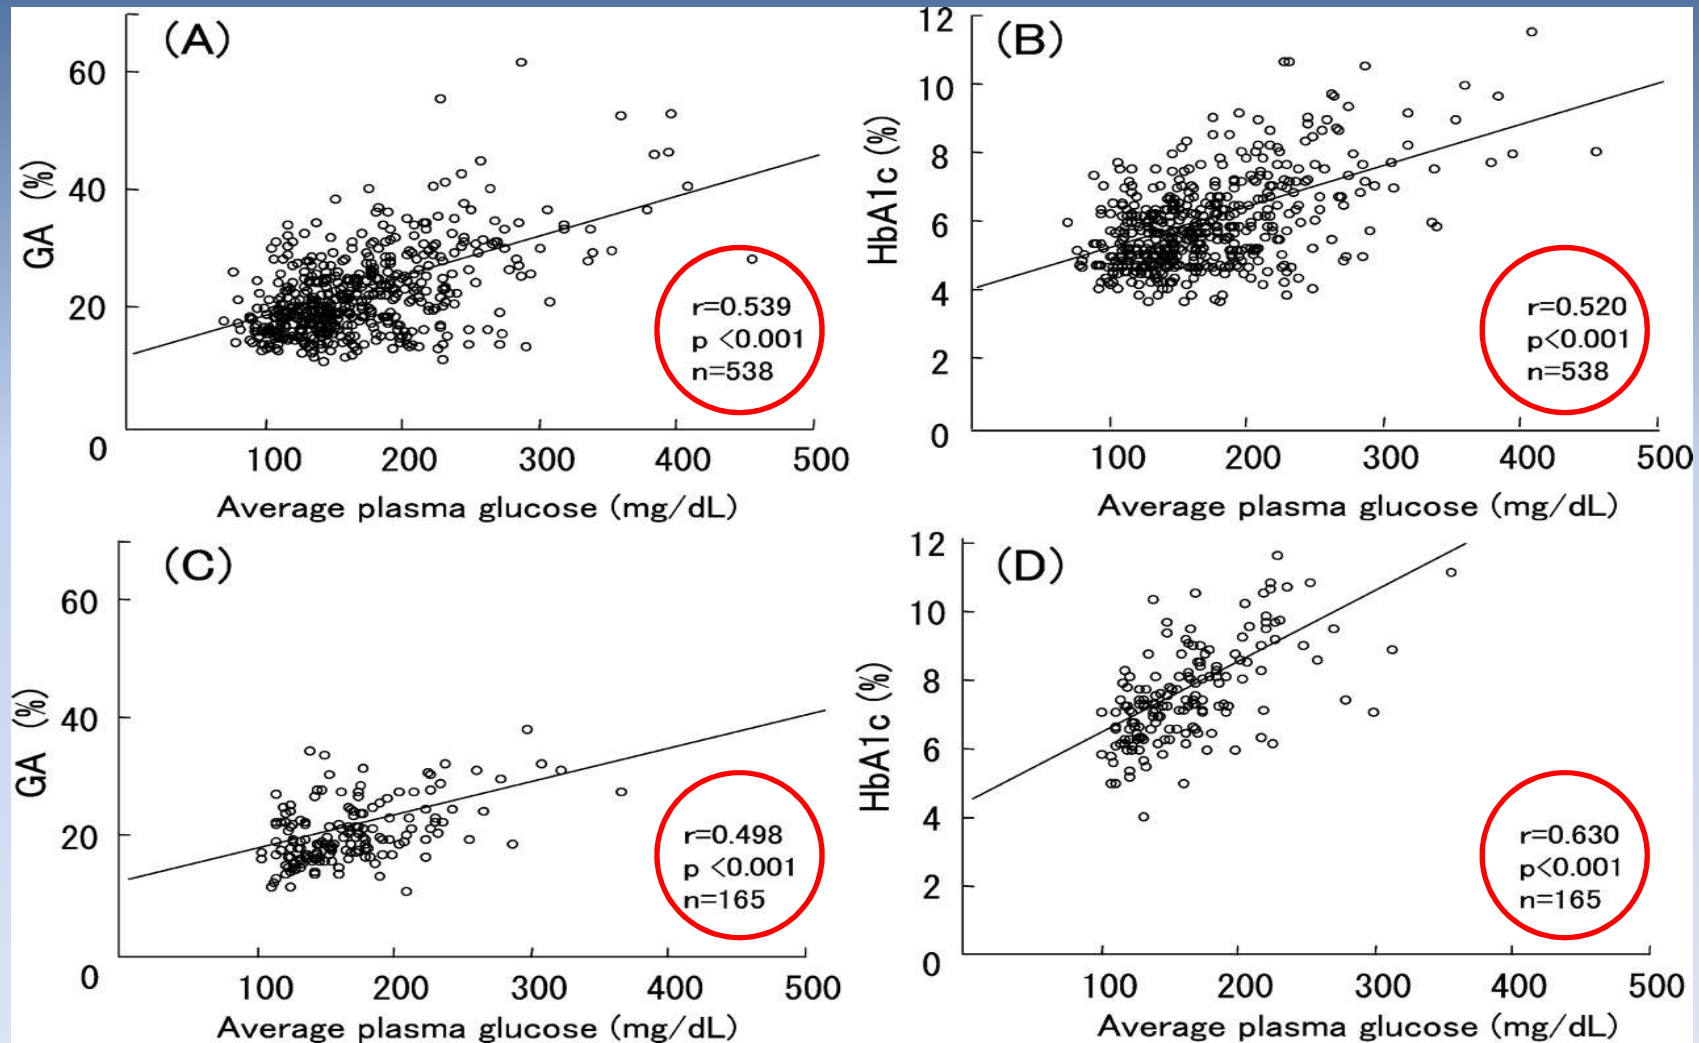 (A)
60
40
20
0
GA (%)
r=0.539
p <0.001
n=538
100 200 300 400 500
Average plasma glucose (mg/dL)
(B)
12
10
8
6
4
2
0
HbA1c (%)
r=0.520
p<0.001
n=538
100 200 300 400 500
Average plasma glucose (mg/dL)
(C)
60
40
20
0
GA (%)
r=0.498
p <0.001
n=165
100 200 300 400 500
Average plasma glucose (mg/dL)
(D)
12
10
8
6
4
2
0
HbA1c (%)
r=0.630
p<0.001
n=165
100 200 300 400 500
Average plasma glucose (mg/dL)